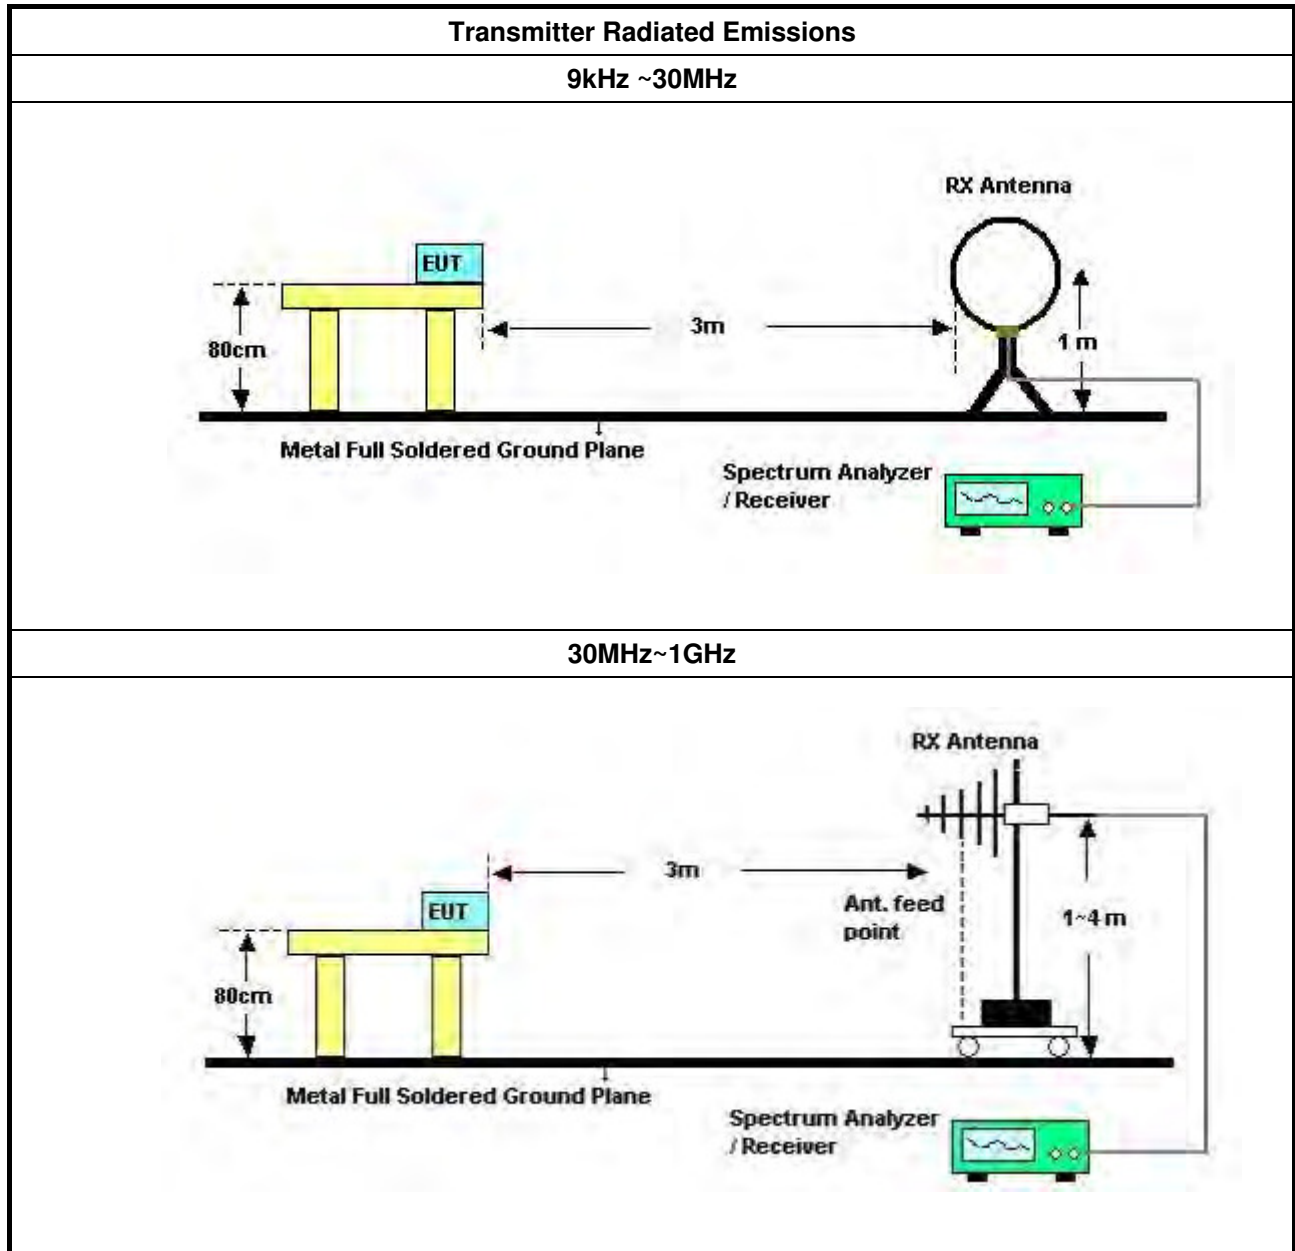 Transmitter Radiated Emissions
9kHz ~30MHz
RX Antenna
EUT
3m
80cm
1 m
Metal Full Soldered Ground Plane
Spectrum Analyzer
/ Receiver
30MHz~1GHz
RX Antenna
3m
EUT
Ant. feed
point
1~4 m
80cm
Metal Full Soldered Ground Plane
Spectrum Analyzer
/ Receiver